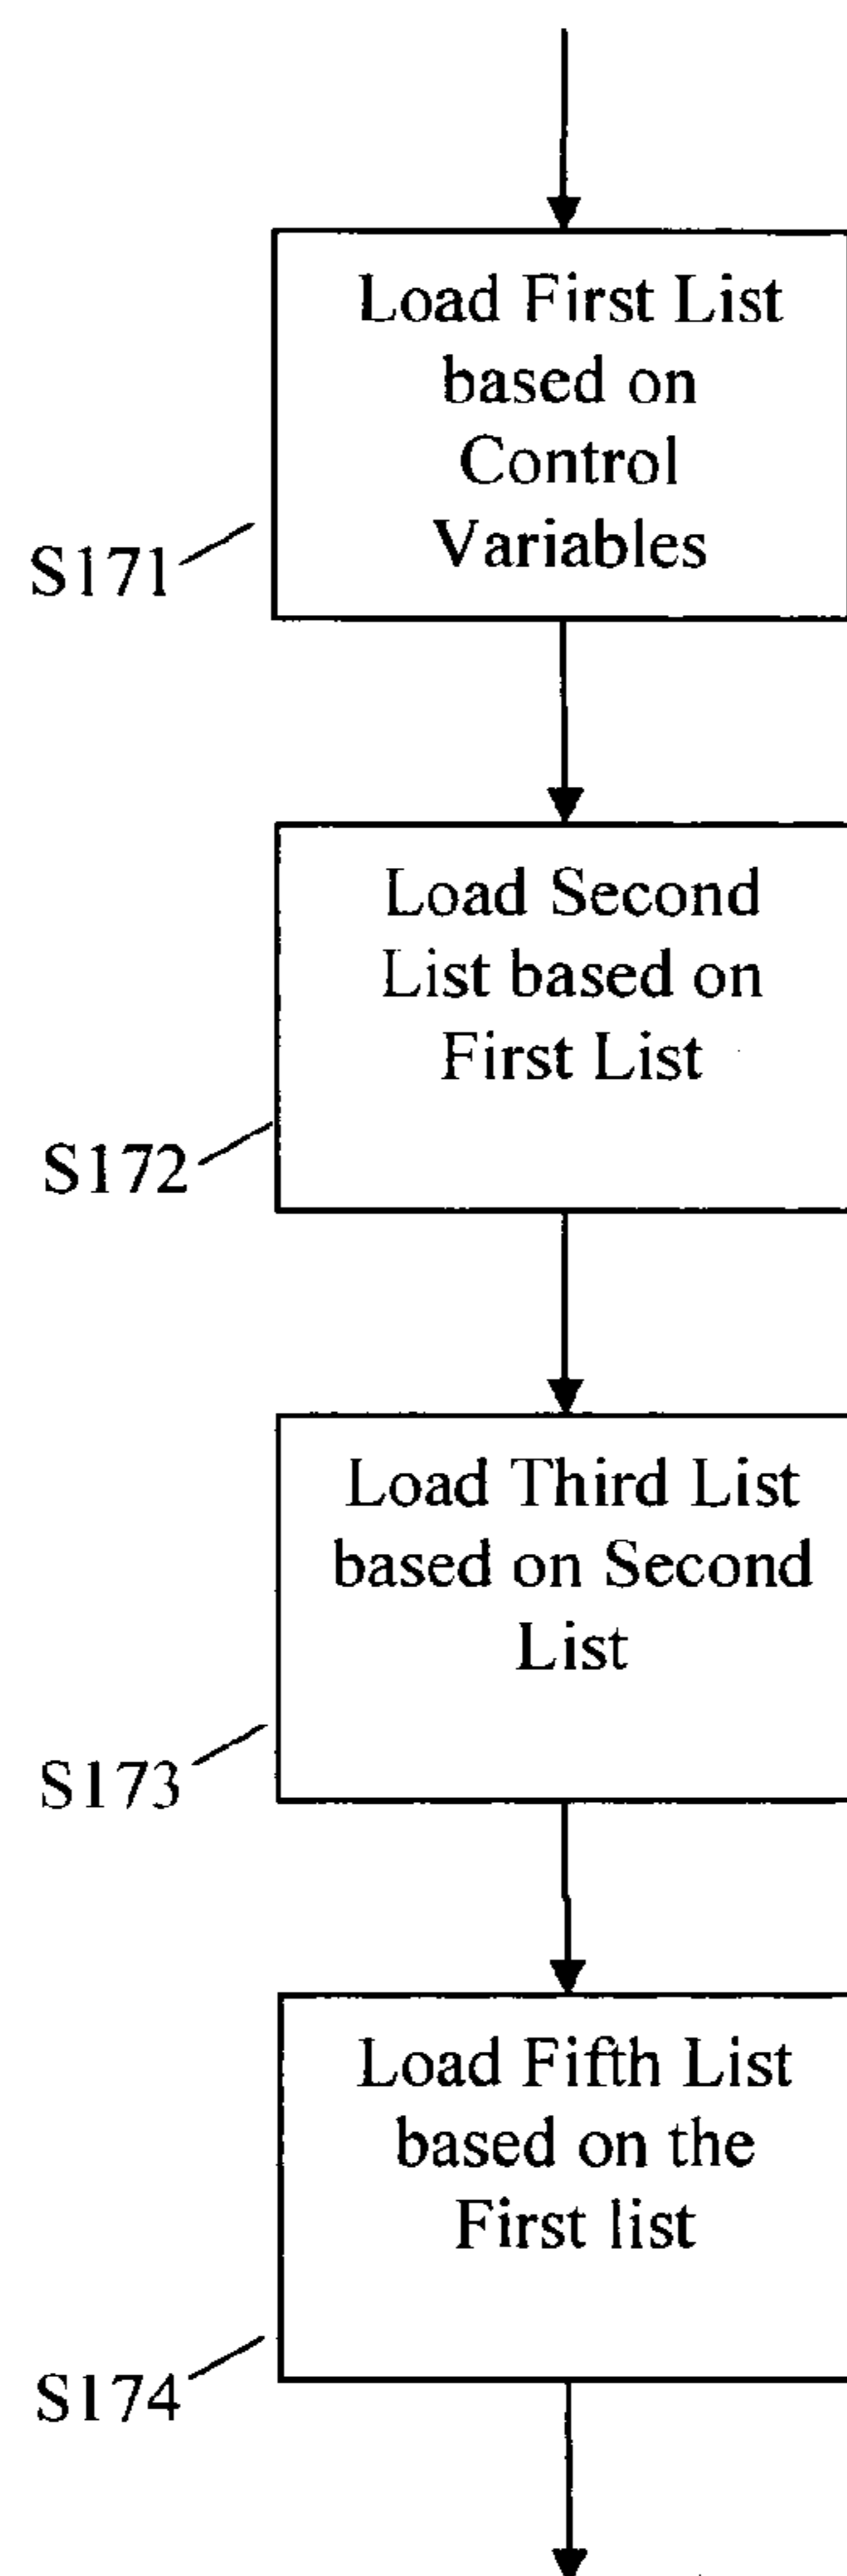 Load First List
based on
Control
Variables
S171
Load Second
List based on
First List
S172
Load Third List
based on Second
List
S173
Load Fifth List
based on the
First list
S174